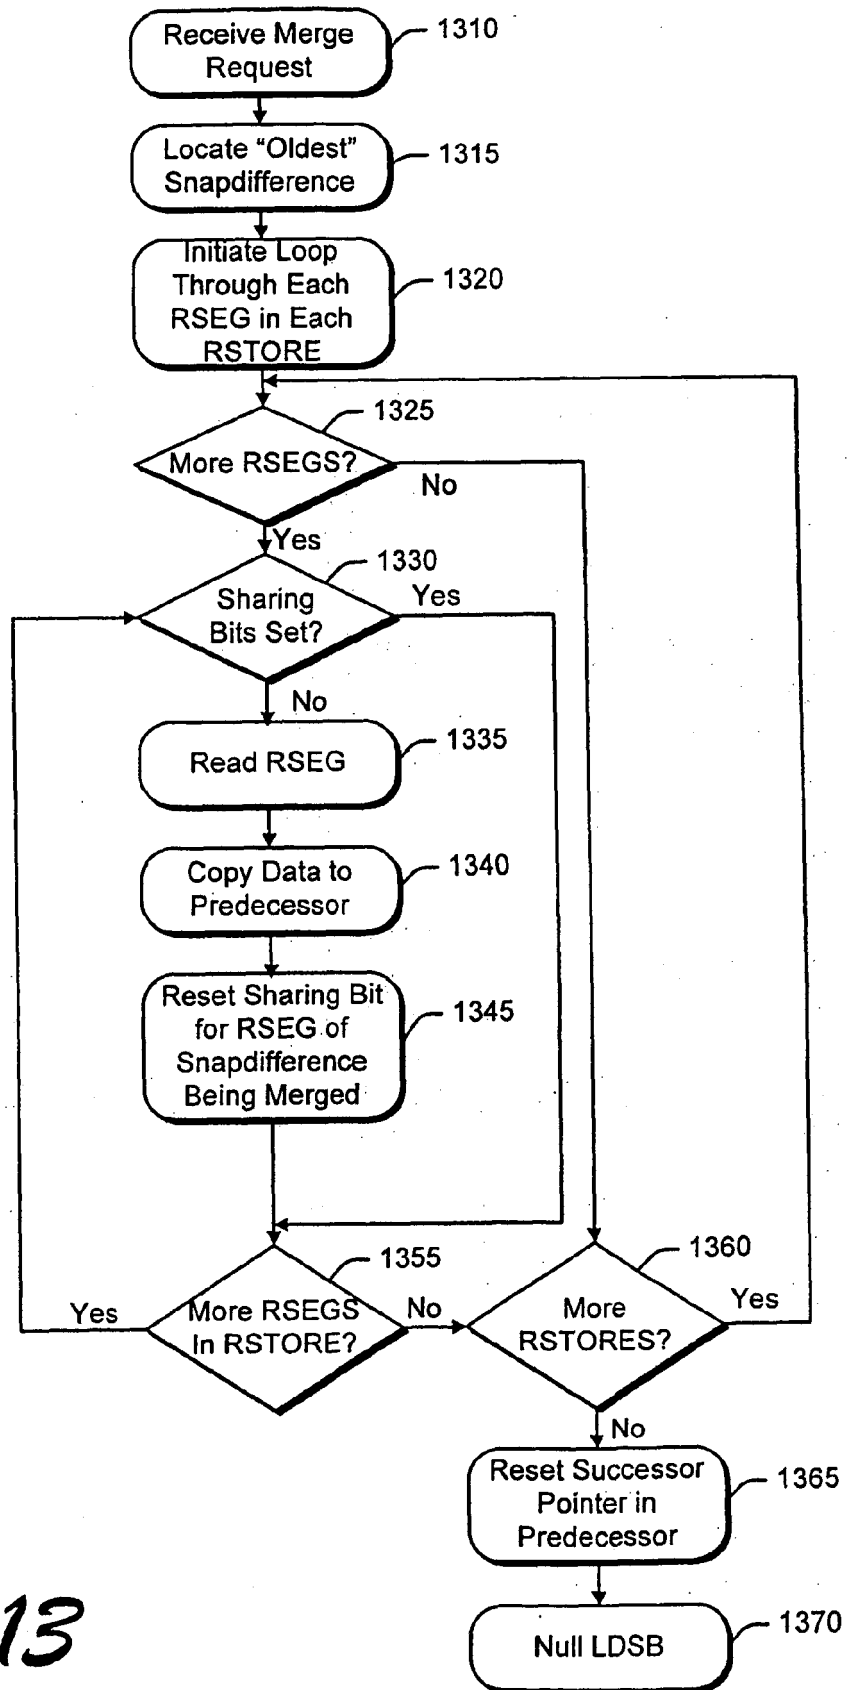 Receive Merge
Request
1310
Locate “Oldest”
Snapdifference
1315
Initiate Loop
Through Each
RSEG in Each
RSTORE
1320
1325
More RSEGS?
No
Yes
1330
Sharing
Bits Set?
Yes
No
Read RSEG
1335
Copy Data to
Predecessor
1340
Reset Sharing Bit
for RSEG of
Snapdifference
Being Merged
1345
1355
More RSEGS
In RSTORE?
Yes
No
1360
More
RSTORES?
Yes
No
Reset Successor
Pointer in
Predecessor
1365
Null LDSB
1370
13